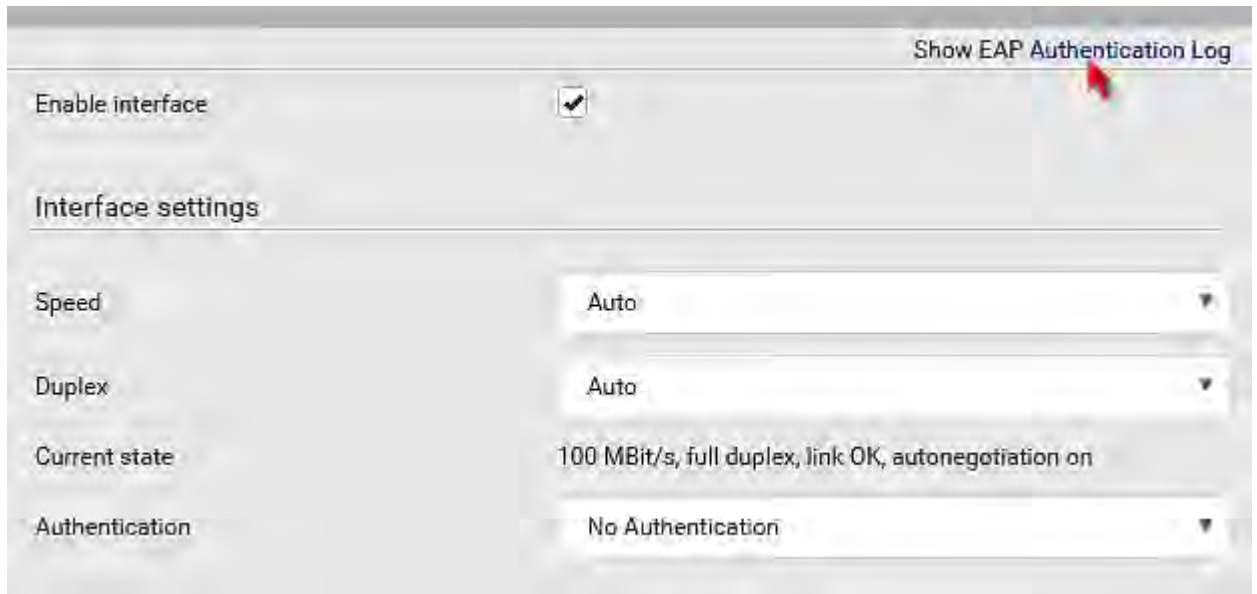 Show EAP Authentication Log
Enable interface
Interface settings
Speed Auto
Duplex Auto
Current state 100 MBit/s, full duplex, link OK, autonegotiation on
Authentication No Authentication